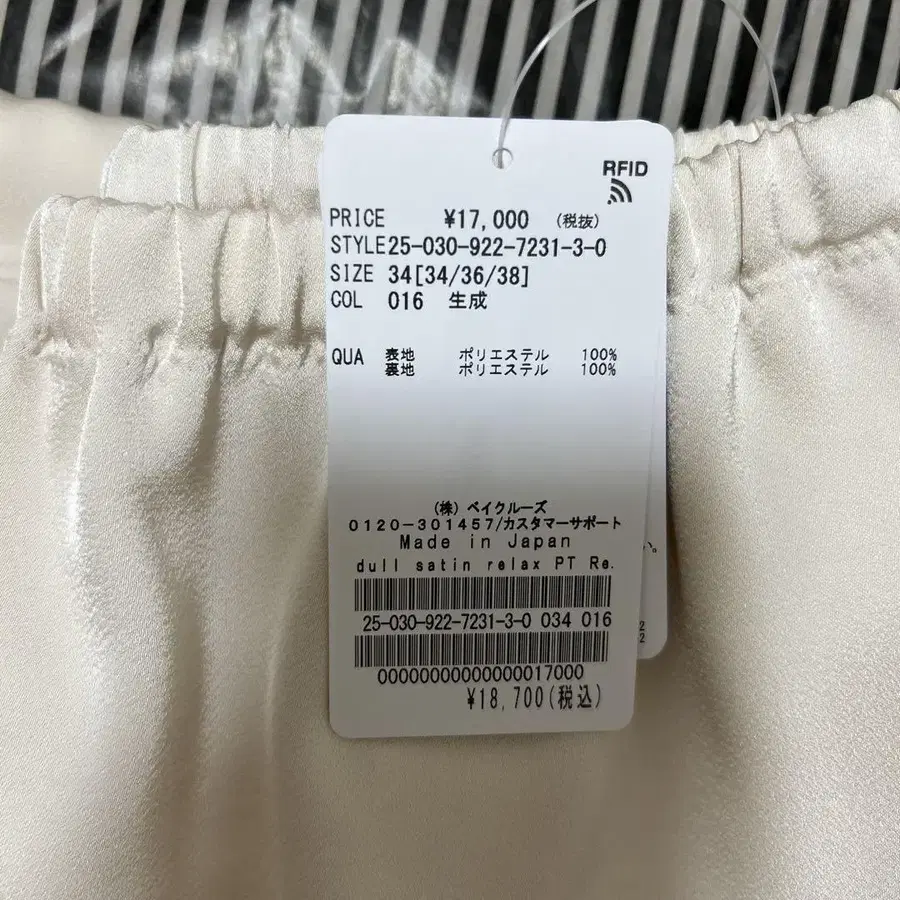 RFID
PRICE ¥17,000 (税抜)
STYLE25-030-922-7231-3-0
SIZE 34[34/36/38]
COL 016 生成
QUA 表地 ポリエステル 100%
裏地 ポリエステル 100%
(株) ベイクルーズ
0120-301457/カスタマーサポート
Made in Japan
dull satin relax PT Re.
25-030-922-7231-3-0 034 016
00000000000000017000
¥18,700(税込)
い。
2
2